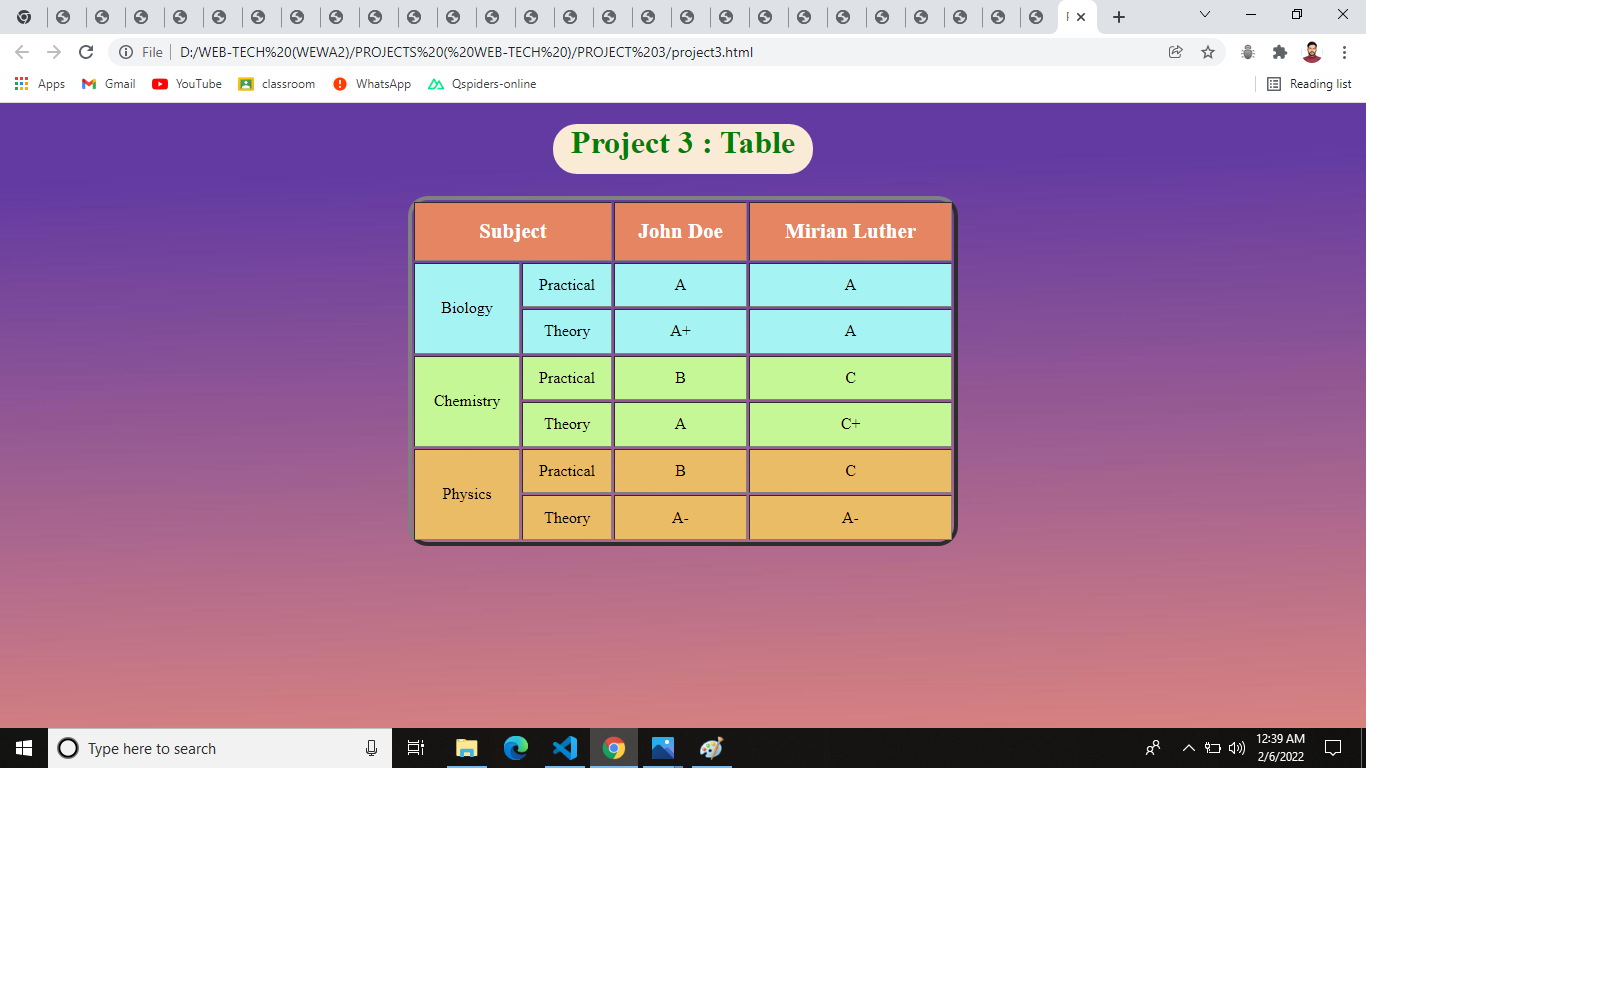 File D:/WEB-TECH%20(WEWA2)/PROJECTS%20(%20WEB-TECH%20)/PROJECT%203/project3.html
Apps Gmail YouTube classroom WhatsApp Qspiders-online Reading list
Project 3 : Table
Subject John Doe Mirian Luther
Biology Practical A A
Theory A+ A
Chemistry Practical B C
Theory A C+
Physics Practical B C
Theory A- A-
Type here to search
12:39 AM
2/6/2022